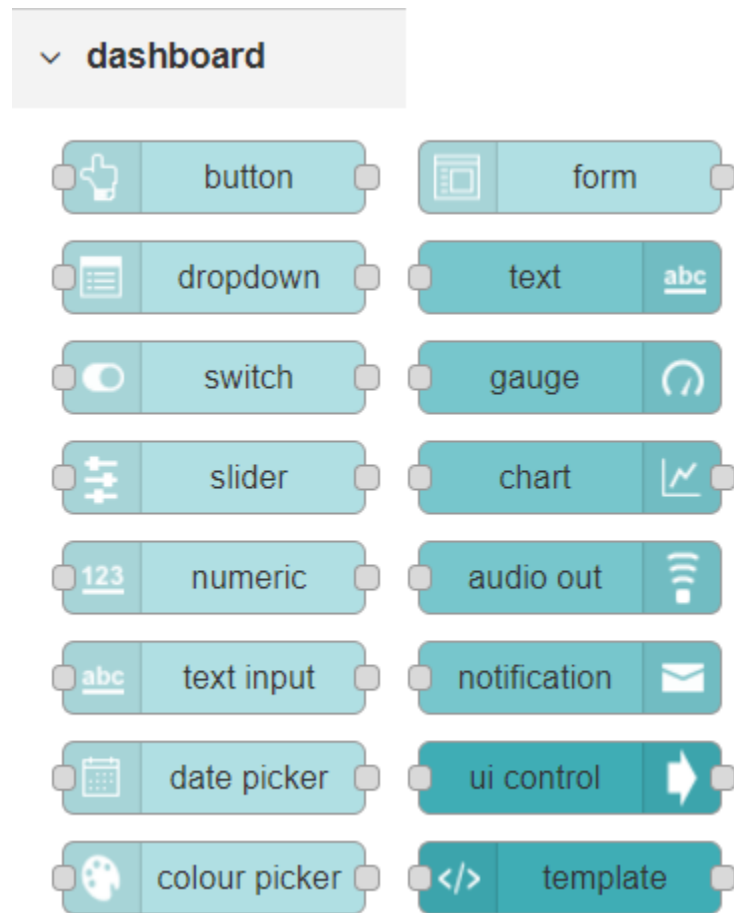 dashboard
button
form
dropdown
text
abc
switch
gauge
slider
chart
123
numeric
audio out
abc
text input
notification
date picker
ui control
colour picker
</>
template